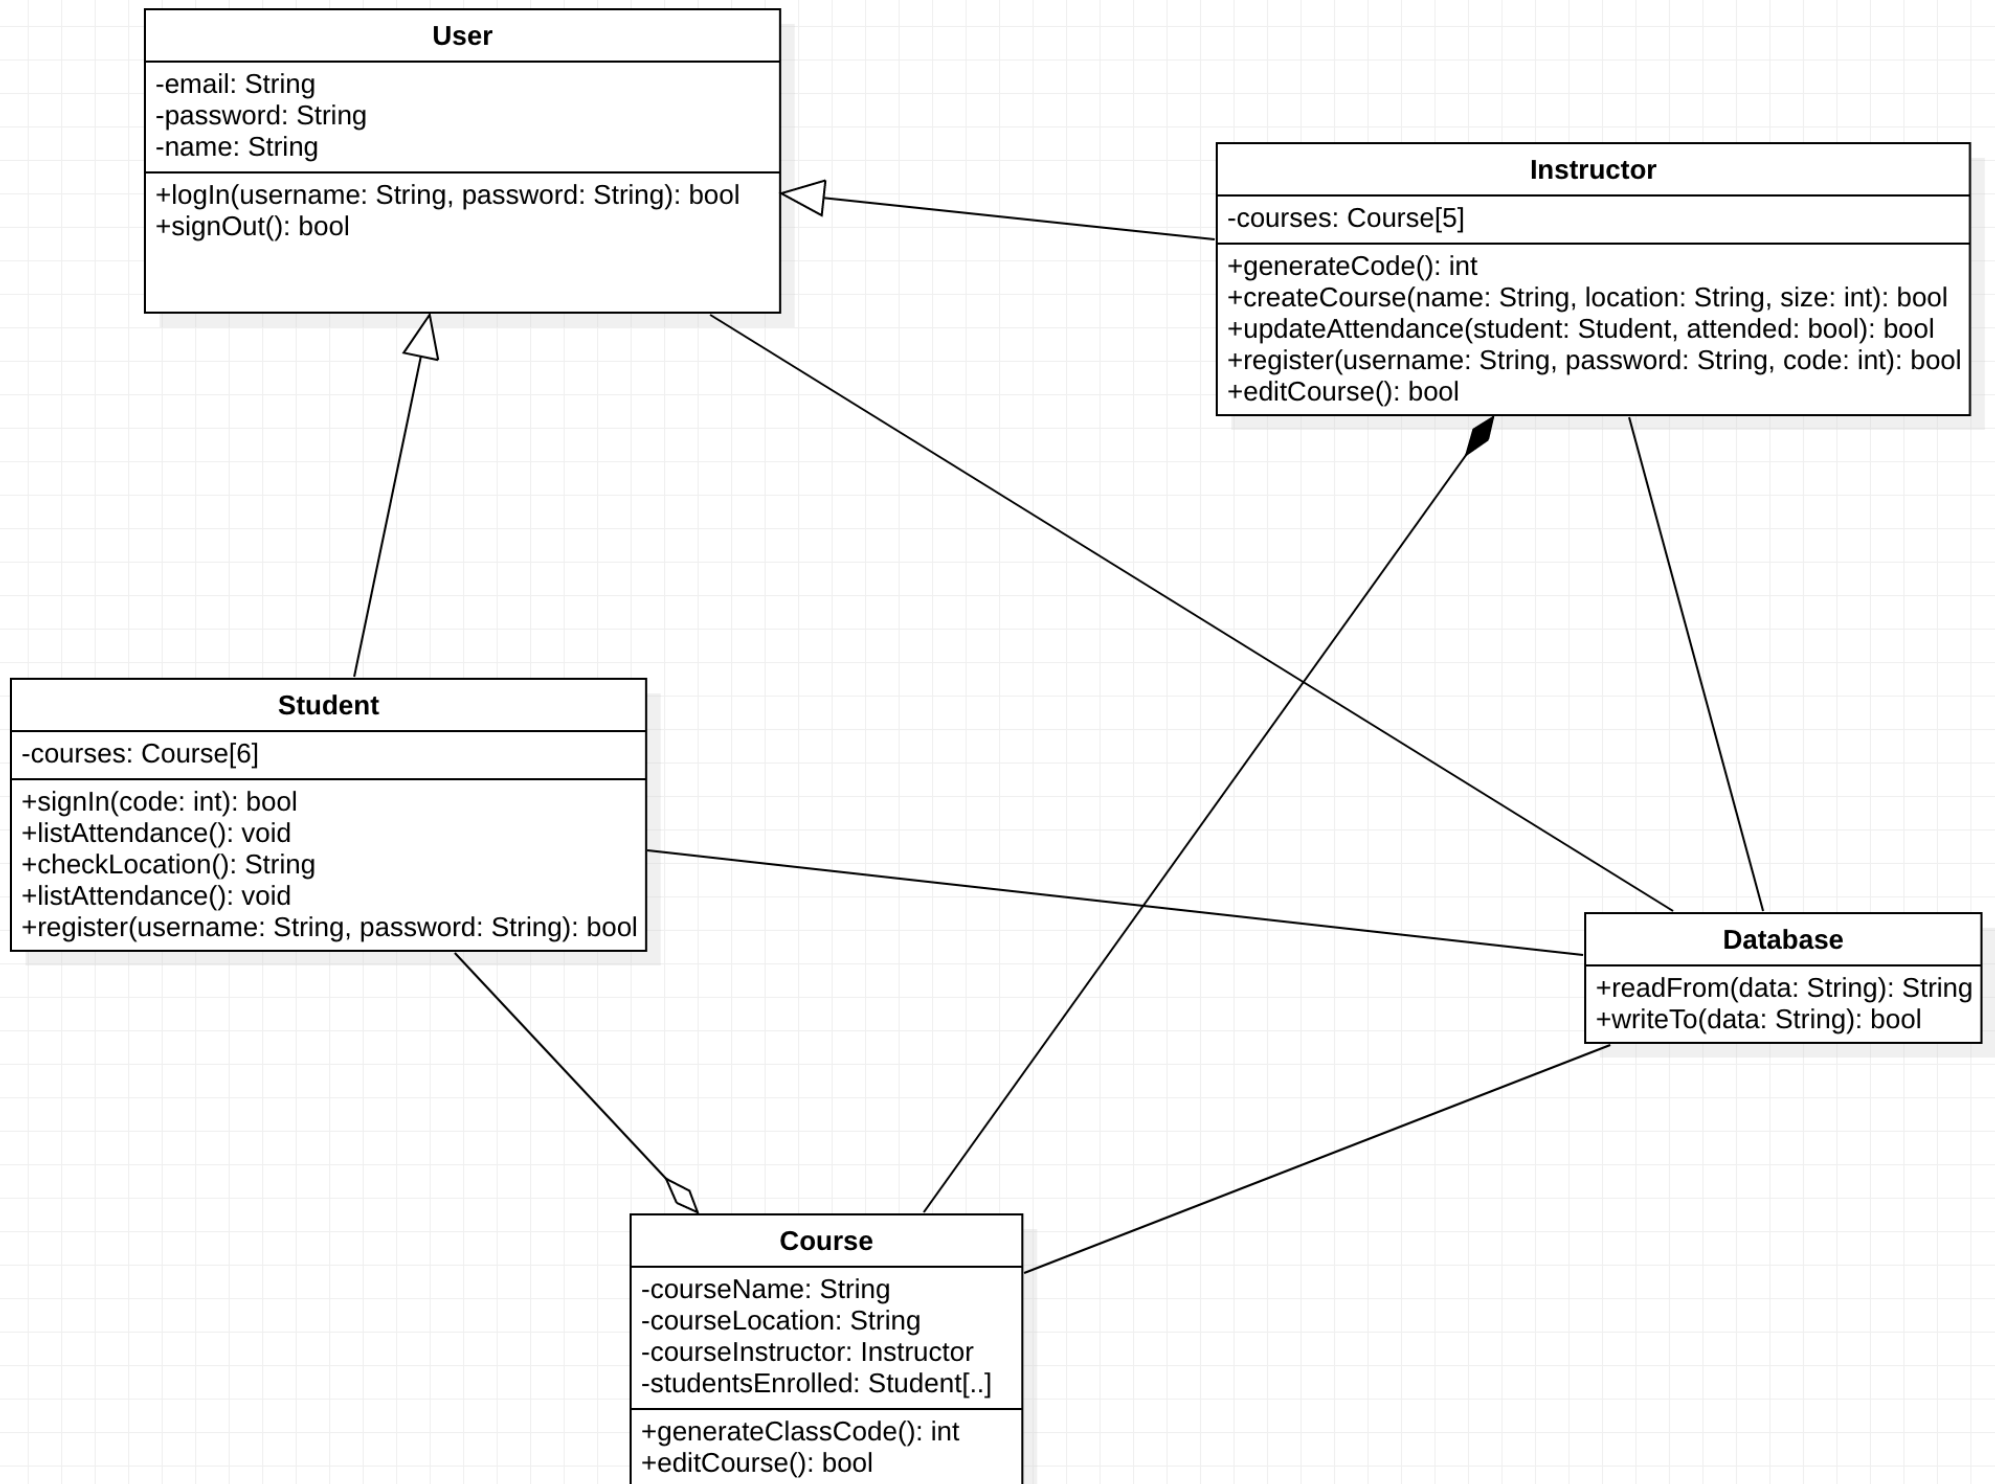 User
-email: String
-password: String
-name: String
+logIn(username: String, password: String): bool
+signOut(): bool
Instructor
-courses: Course[5]
+generateCode(): int
+createCourse(name: String, location: String, size: int): bool
+updateAttendance(student: Student, attended: bool): bool
+register(username: String, password: String, code: int): bool
+editCourse(): bool
Student
-courses: Course[6]
+signIn(code: int): bool
+listAttendance(): void
+checkLocation(): String
+listAttendance(): void
+register(username: String, password: String): bool
Database
+readFrom(data: String): String
+writeTo(data: String): bool
Course
-courseName: String
-courseLocation: String
-courseInstructor: Instructor
-studentsEnrolled: Student[..]
+generateClassCode(): int
+editCourse(): bool